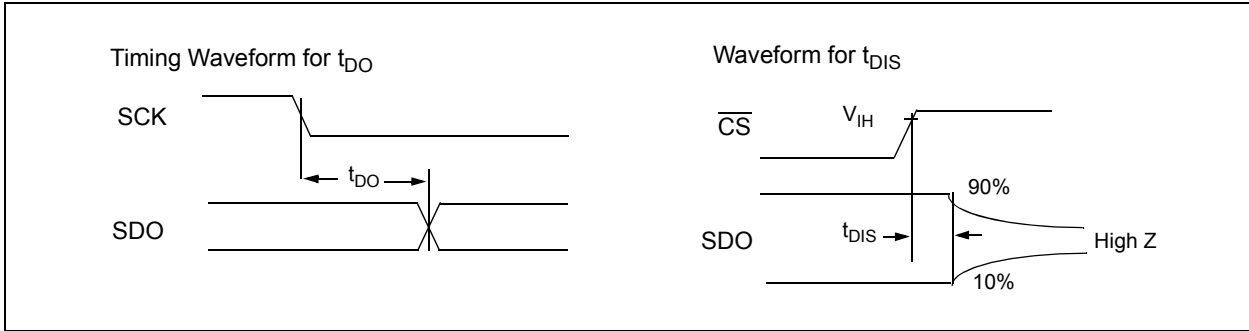 Timing Waveform for tDO
SCK
tDO
SDO
Waveform for tDIS
CS
VIH
90%
SDO
tDIS
High Z
10%